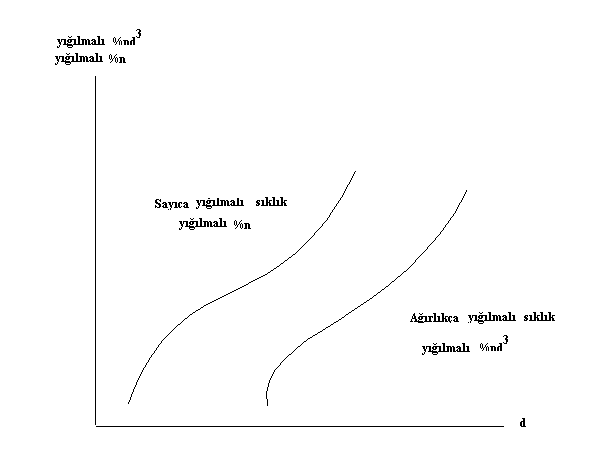 yığılmalı %nd³
yığılmalı %n
Sayıca yığılmalı sıklık
yığılmalı %n
Ağırlıkça yığılmalı sıklık
yığılmalı %nd³
d